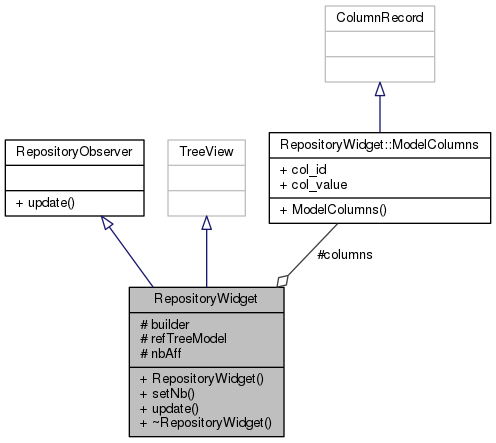 ColumnRecord
RepositoryObserver
+ update()
TreeView
RepositoryWidget::ModelColumns
+ col_id
+ col_value
+ ModelColumns()
#columns
RepositoryWidget
# builder
# refTreeModel
# nbAff
+ RepositoryWidget()
+ setNb()
+ update()
+ ~RepositoryWidget()